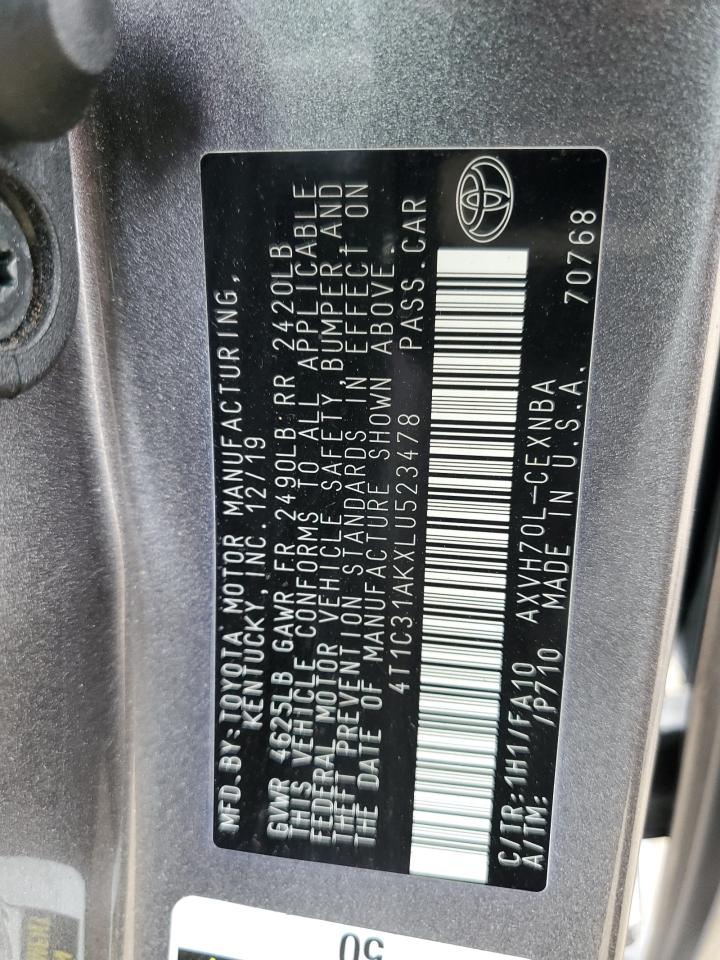 MFD.BY:TOYOTA MOTOR MANUFACTURING,
KENTUCKY, INC. 12/19
GVWR 4625LB GAWR FR 2490LB RR 2420LB
THIS VEHICLE CONFORMS TO ALL APPLICABLE
FEDERAL MOTOR VEHICLE SAFETY, BUMPER AND
THEFT PREVENTION STANDARDS IN EFFECT ON
THE DATE OF MANUFACTURE SHOWN ABOVE
4T1C31AKXLU523478 PASS.CAR
C/TR:1H1/FA10 AXVH70L-CEXNBA
A/TM: /P710 MADE IN U.S.A. 70768
50